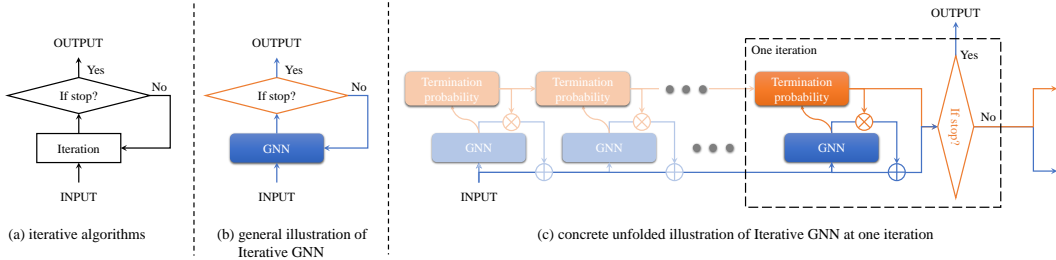 OUTPUT
Yes
If stop?
No
Iteration
INPUT
(a) iterative algorithms
OUTPUT
Yes
If stop?
No
GNN
INPUT
(b) general illustration of
Iterative GNN
OUTPUT
One iteration
Yes
Termination
probability
Termination
probability
Termination
probability
If stop?
No
GNN
GNN
GNN
INPUT
(c) concrete unfolded illustration of Iterative GNN at one iteration